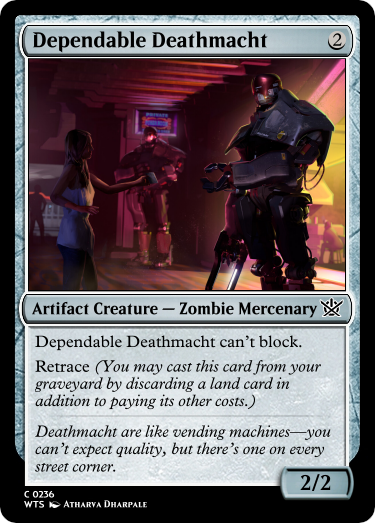 Dependable Deathmacht 2
Artifact Creature — Zombie Mercenary
Dependable Deathmacht can't block.
Retrace (You may cast this card from your
graveyard by discarding a land card in
addition to paying its other costs.)
Deathmacht are like vending machines—you
can't expect quality, but there's one on every
street corner.
2/2
C 0236
WTS Atharva Dharpale